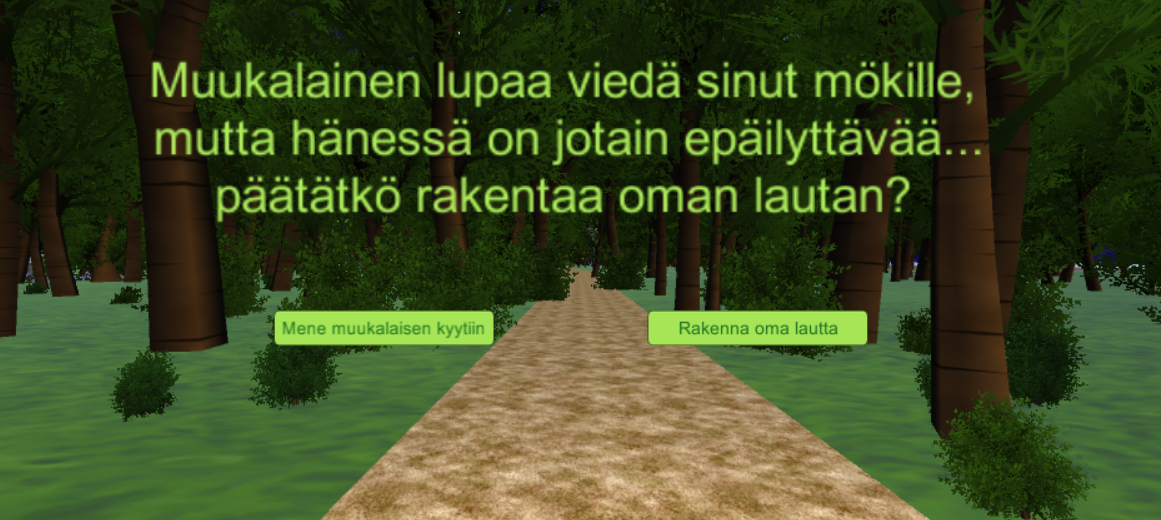 Muukalainen lupaa viedä sinut mökille,
mutta hänessä on jotain epäilyttävää...
päätätkö rakentaa oman lautan?
Mene muukalaisen kyytiin
Rakenna oma lautta